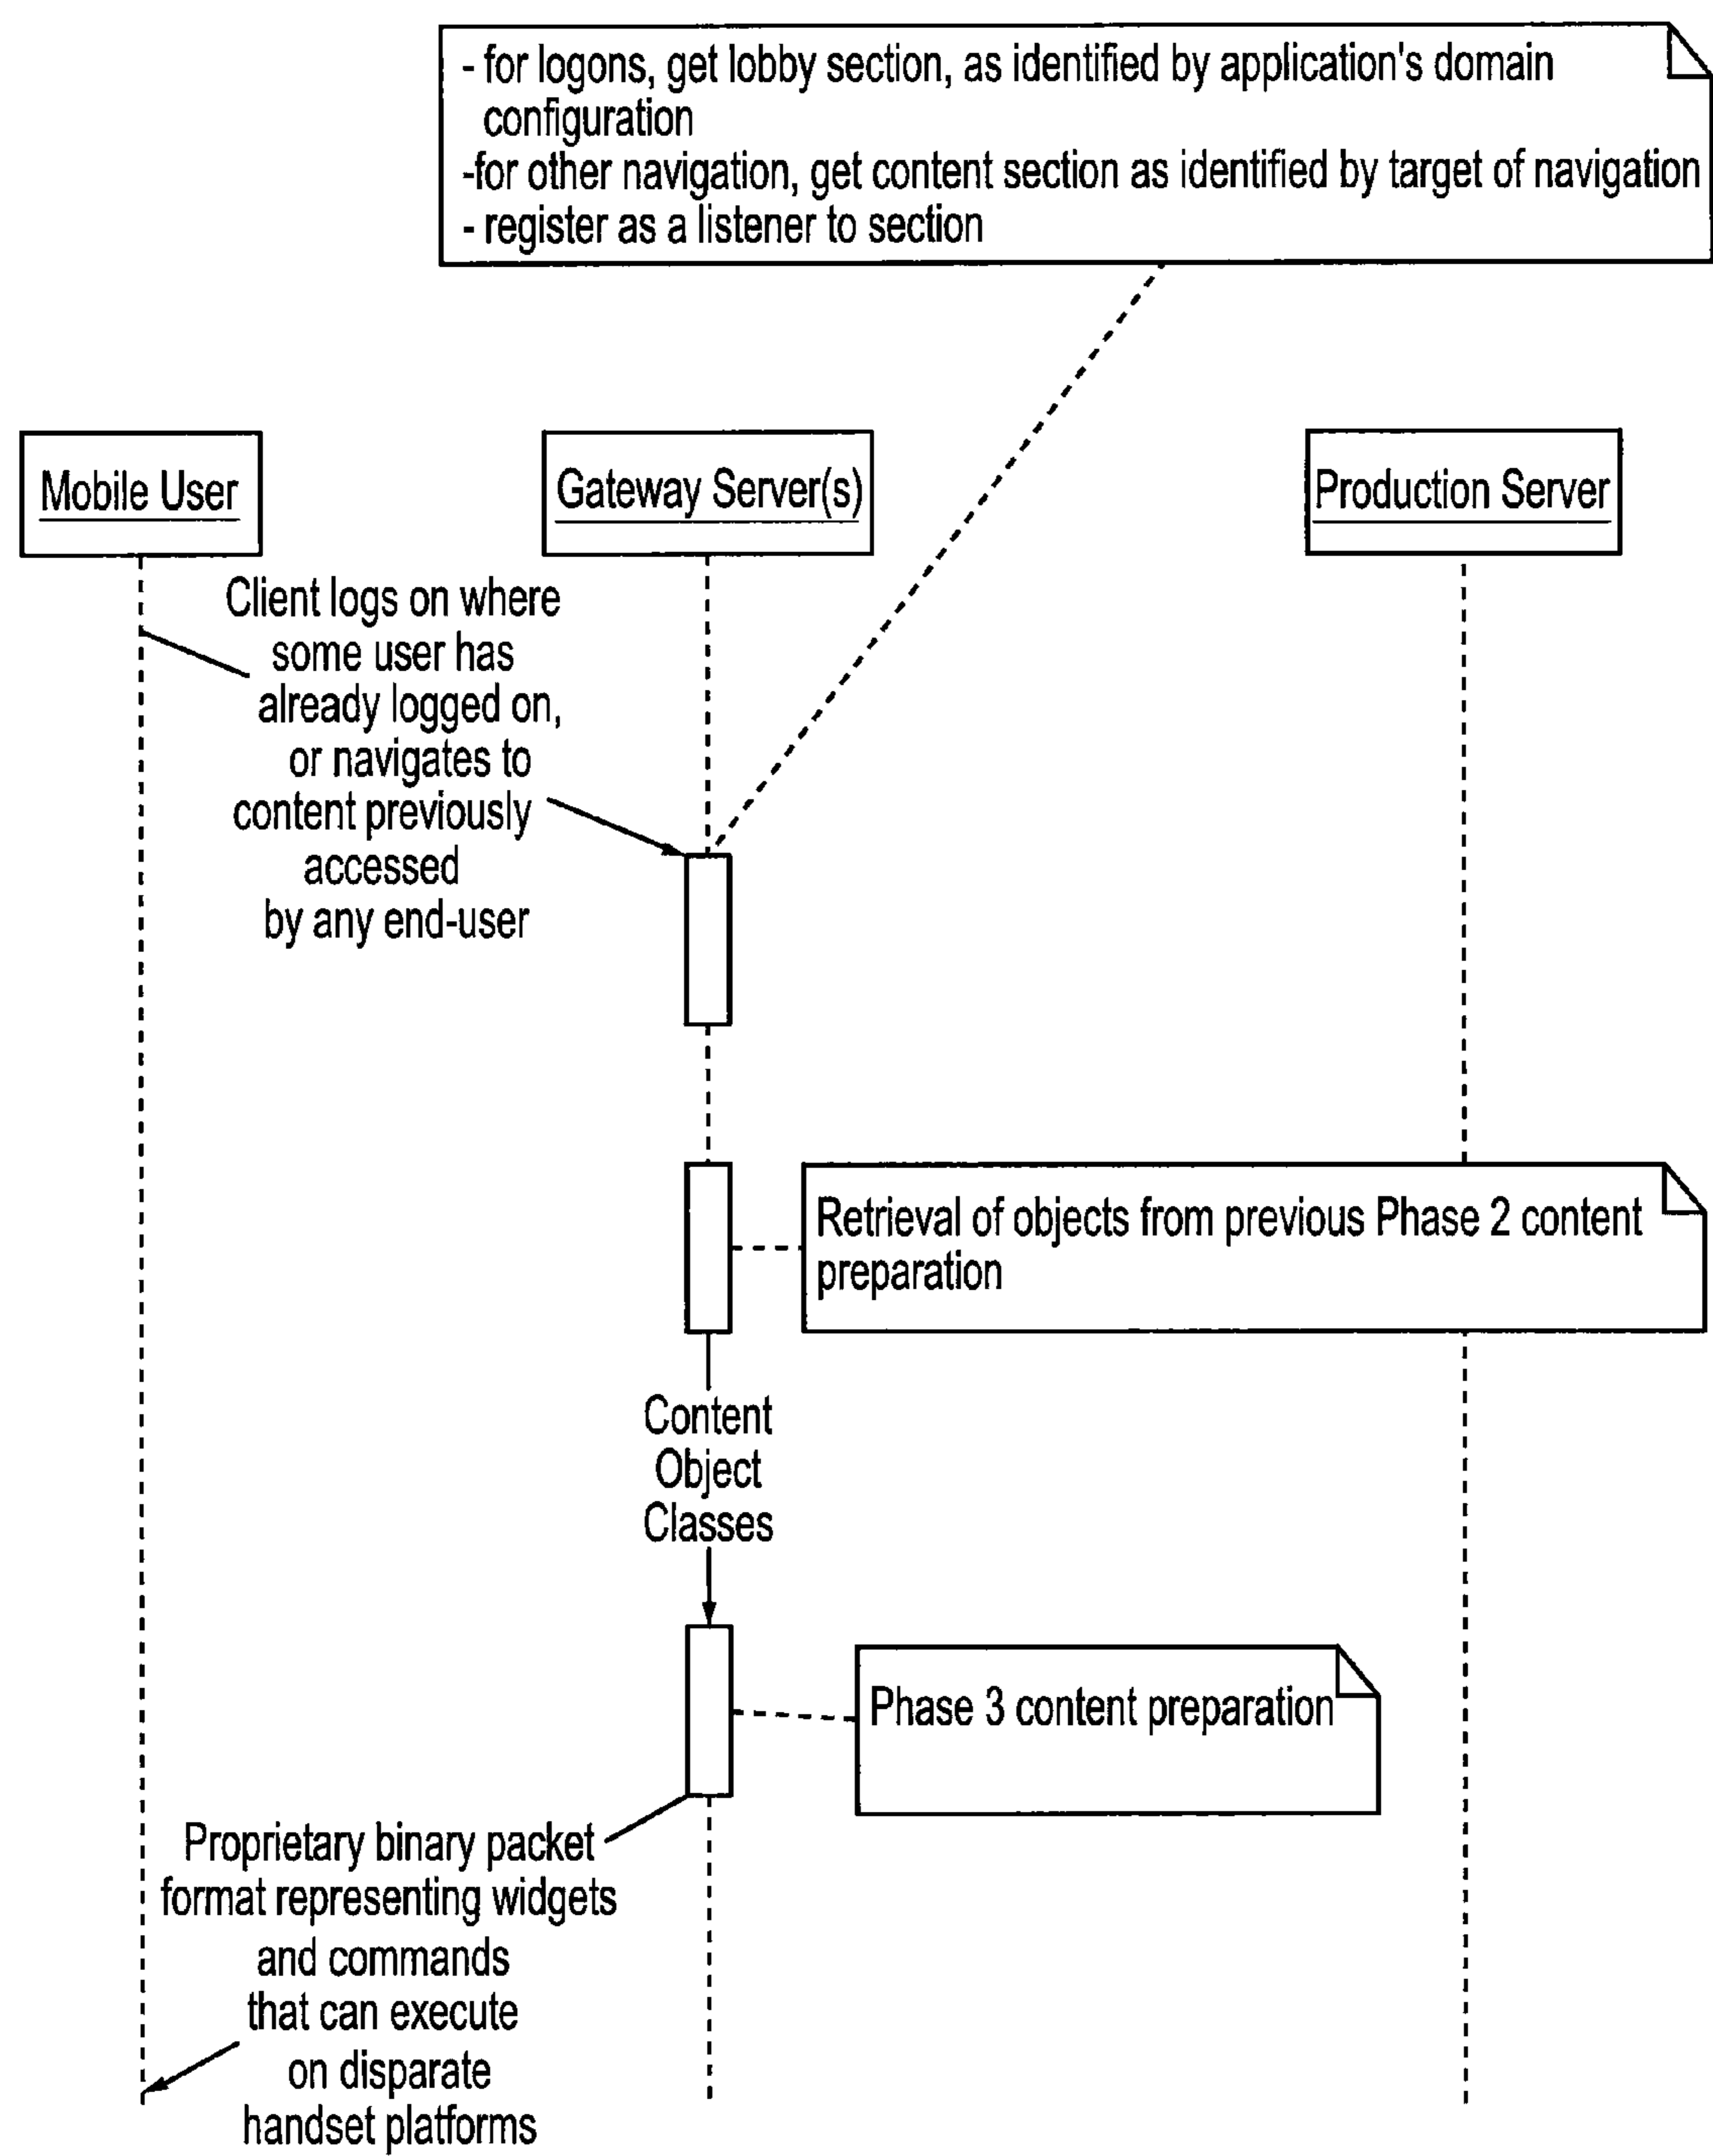 - for logons, get lobby section, as identified by application's domain
configuration
-for other navigation, get content section as identified by target of navigation
- register as a listener to section
Mobile User
Gateway Server(s)
Production Server
Client logs on where
some user has
already logged on,
or navigates to
content previously
accessed
by any end-user
Retrieval of objects from previous Phase 2 content
preparation
Content
Object
Classes
Phase 3 content preparation
Proprietary binary packet
format representing widgets
and commands
that can execute
on disparate
handset platforms